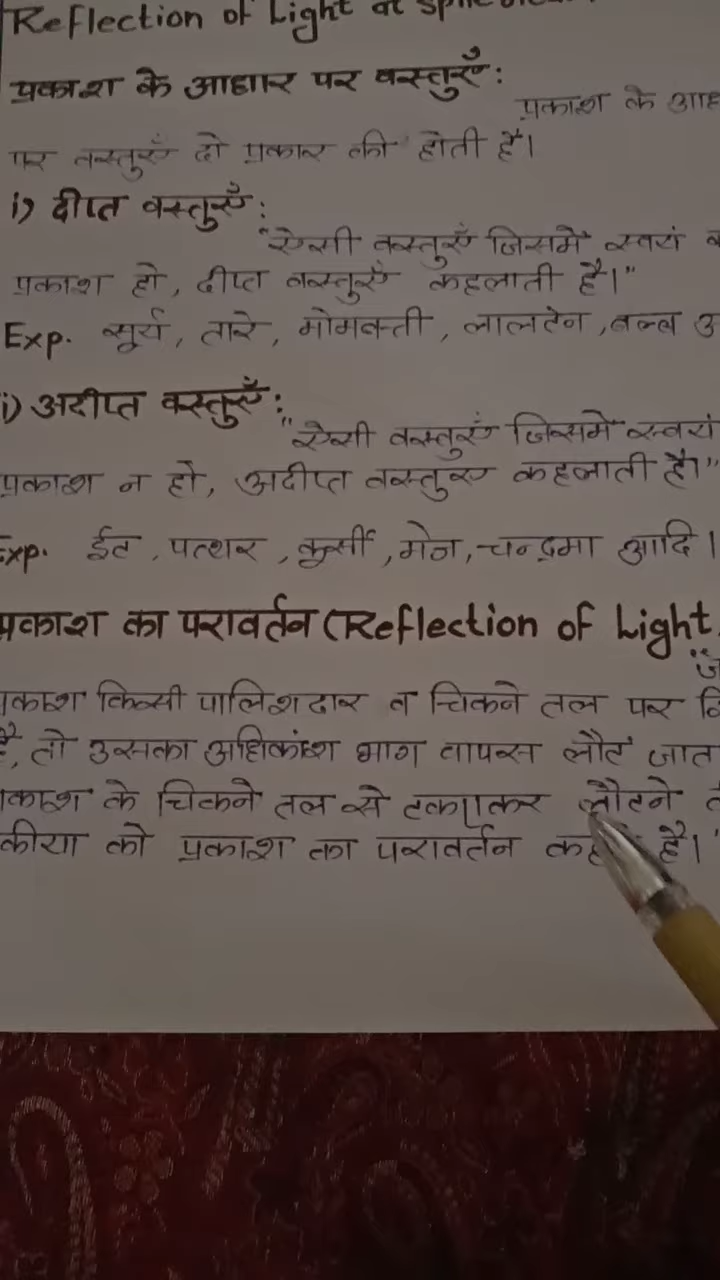 Reflection of Light at
प्रकाश के आधार पर वस्तुएँ:
प्रकाश के
पर वस्तुएँ दो प्रकार की होती है।
i) दीप्त वस्तुएँ:
"ऐसी वस्तुएँ जिसमे स्वयं
प्रकाश हो, दीप्त वस्तुएँ कहलाती है।"
Exp. सूर्य, तारे, मोमबत्ती, लालटेन, बल्ब
i) अदीप्त वस्तुएँ:
"ऐसी वस्तुएँ जिसमे स्वयं
प्रकाश न हो, अदीप्त वस्तुए कहलाती है।"
Exp. ईंट, पत्थर, कुर्सी, मेज, चन्द्रमा आदि।
प्रकाश का परावर्तन (Reflection of Light
प्रकाश किसी पालिशदार व चिकने तल पर
है, तो उसका अधिकांश भाग वापस लौट जात
प्रकाश के चिकने तल से टकराकर लौटने
क्रीया को प्रकाश का परावर्तन है।"